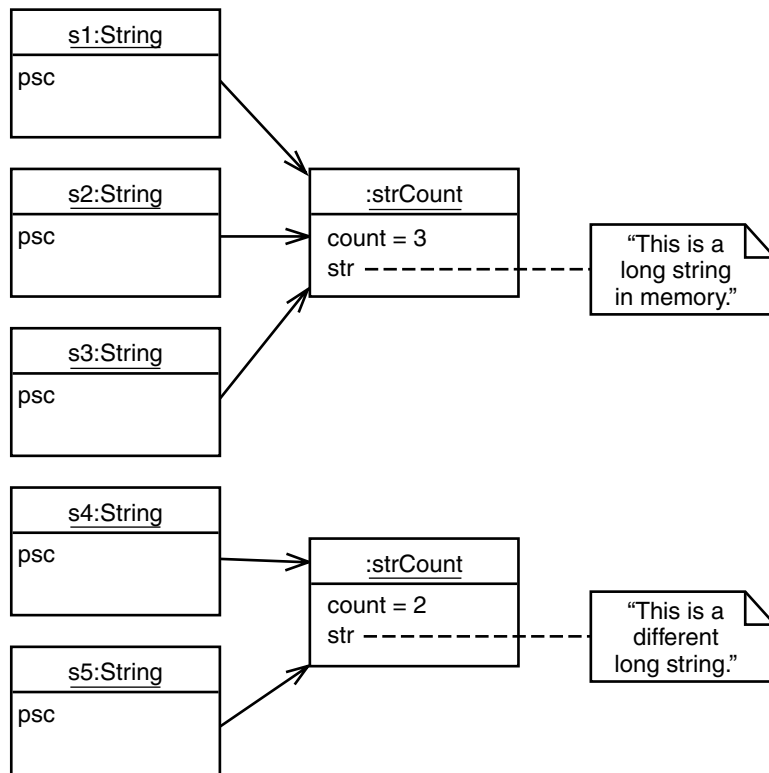 s1:String
psc
s2:String
psc
s3:String
psc
:strCount
count = 3
str
“This is a
long string
in memory.”
s4:String
psc
s5:String
psc
:strCount
count = 2
str
“This is a
different
long string.”